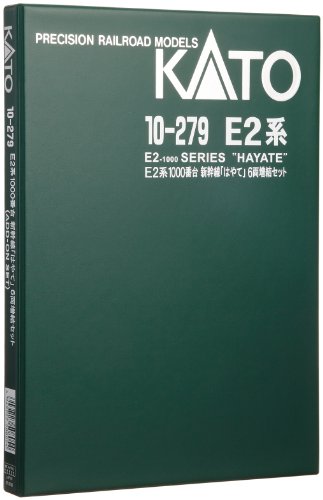 PRECISION RAILROAD MODELS
KATO
10-279 E2系
E2-1000 SERIES "HAYATE"
E2系1000番台 新幹線「はやて」6両増結セット
10-279 E2系1000番台 新幹線「はやて」6両増結セット
(ADD-ON SET)